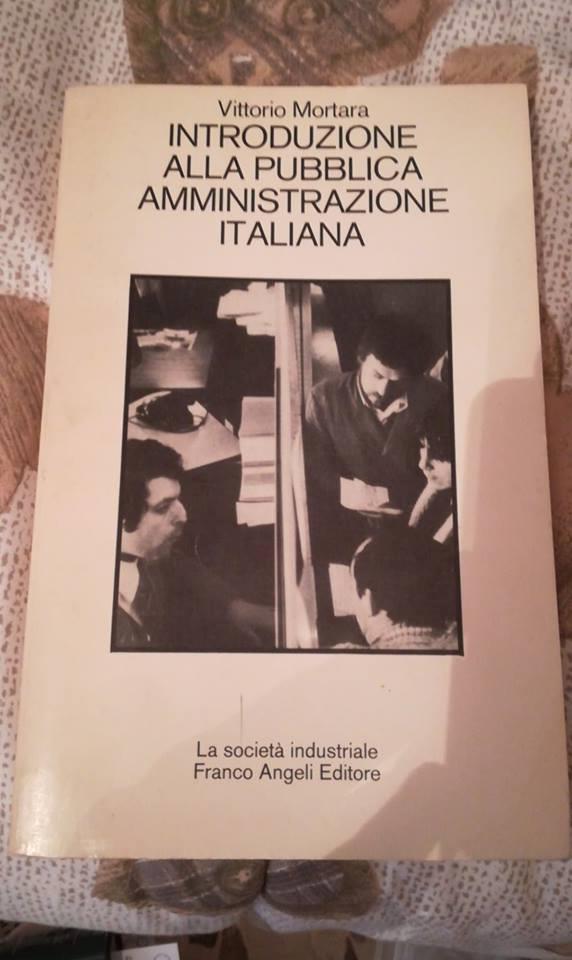 Vittorio Mortara
INTRODUZIONE
ALLA PUBBLICA
AMMINISTRAZIONE
ITALIANA
La società industriale
Franco Angeli Editore